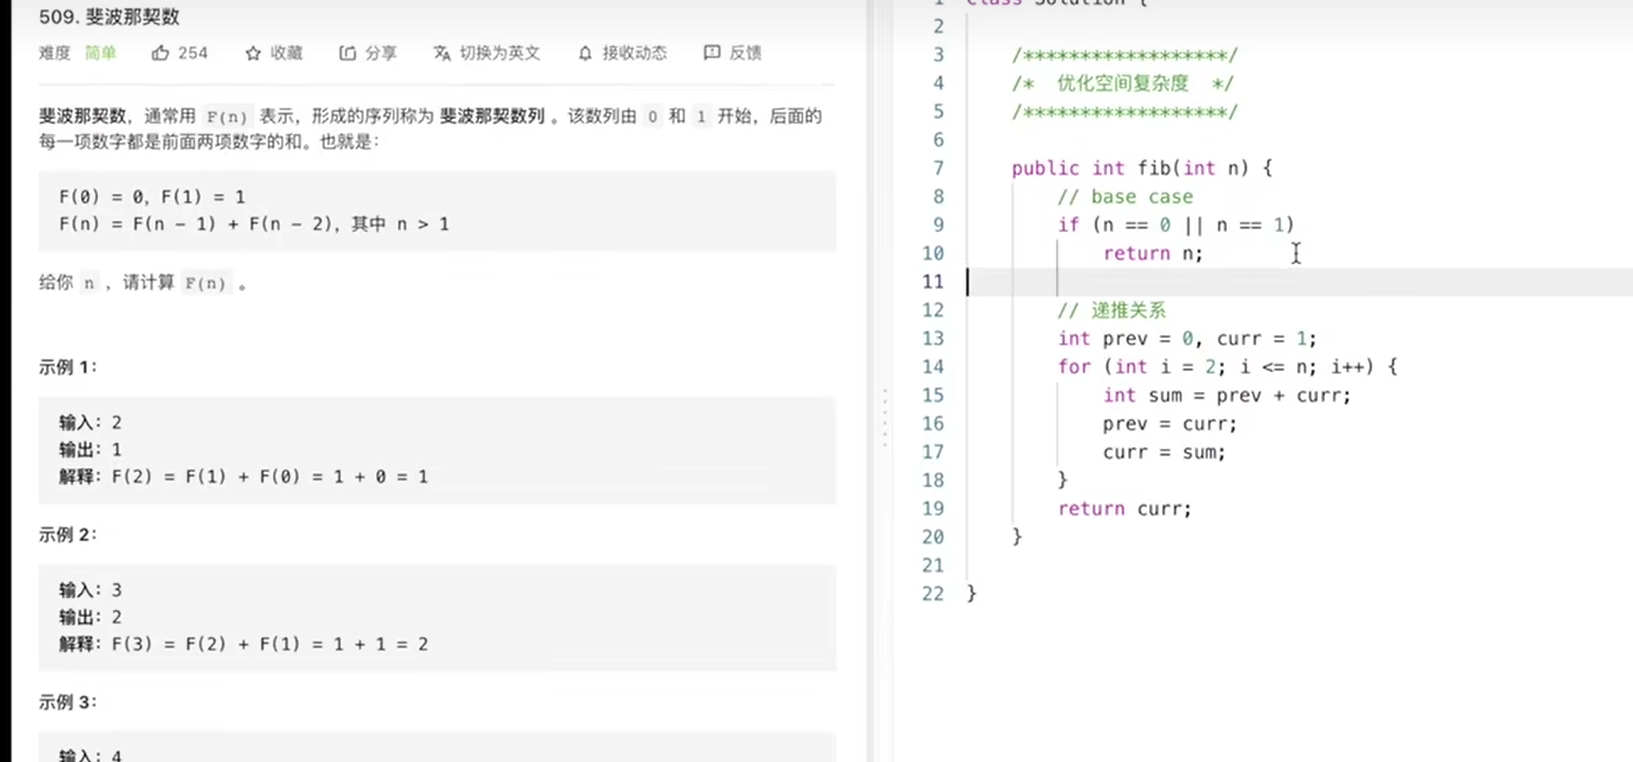 509. 斐波那契数
难度 简单 254 收藏 分享 切换为英文 接收动态 反馈
斐波那契数，通常用 F(n) 表示，形成的序列称为 斐波那契数列 。该数列由 0 和 1 开始，后面的
每一项数字都是前面两项数字的和。也就是：
F(0) = 0, F(1) = 1
F(n) = F(n - 1) + F(n - 2)，其中 n > 1
给你 n ，请计算 F(n) 。
示例 1：
输入：2
输出：1
解释：F(2) = F(1) + F(0) = 1 + 0 = 1
示例 2：
输入：3
输出：2
解释：F(3) = F(2) + F(1) = 1 + 1 = 2
示例 3：
输入：4
1 class Solution {
2
3 /******************/
4 /* 优化空间复杂度 */
5 /******************/
6
7 public int fib(int n) {
8 // base case
9 if (n == 0 || n == 1)
10 return n;
11
12 // 递推关系
13 int prev = 0, curr = 1;
14 for (int i = 2; i <= n; i++) {
15 int sum = prev + curr;
16 prev = curr;
17 curr = sum;
18 }
19 return curr;
20 }
21
22 }